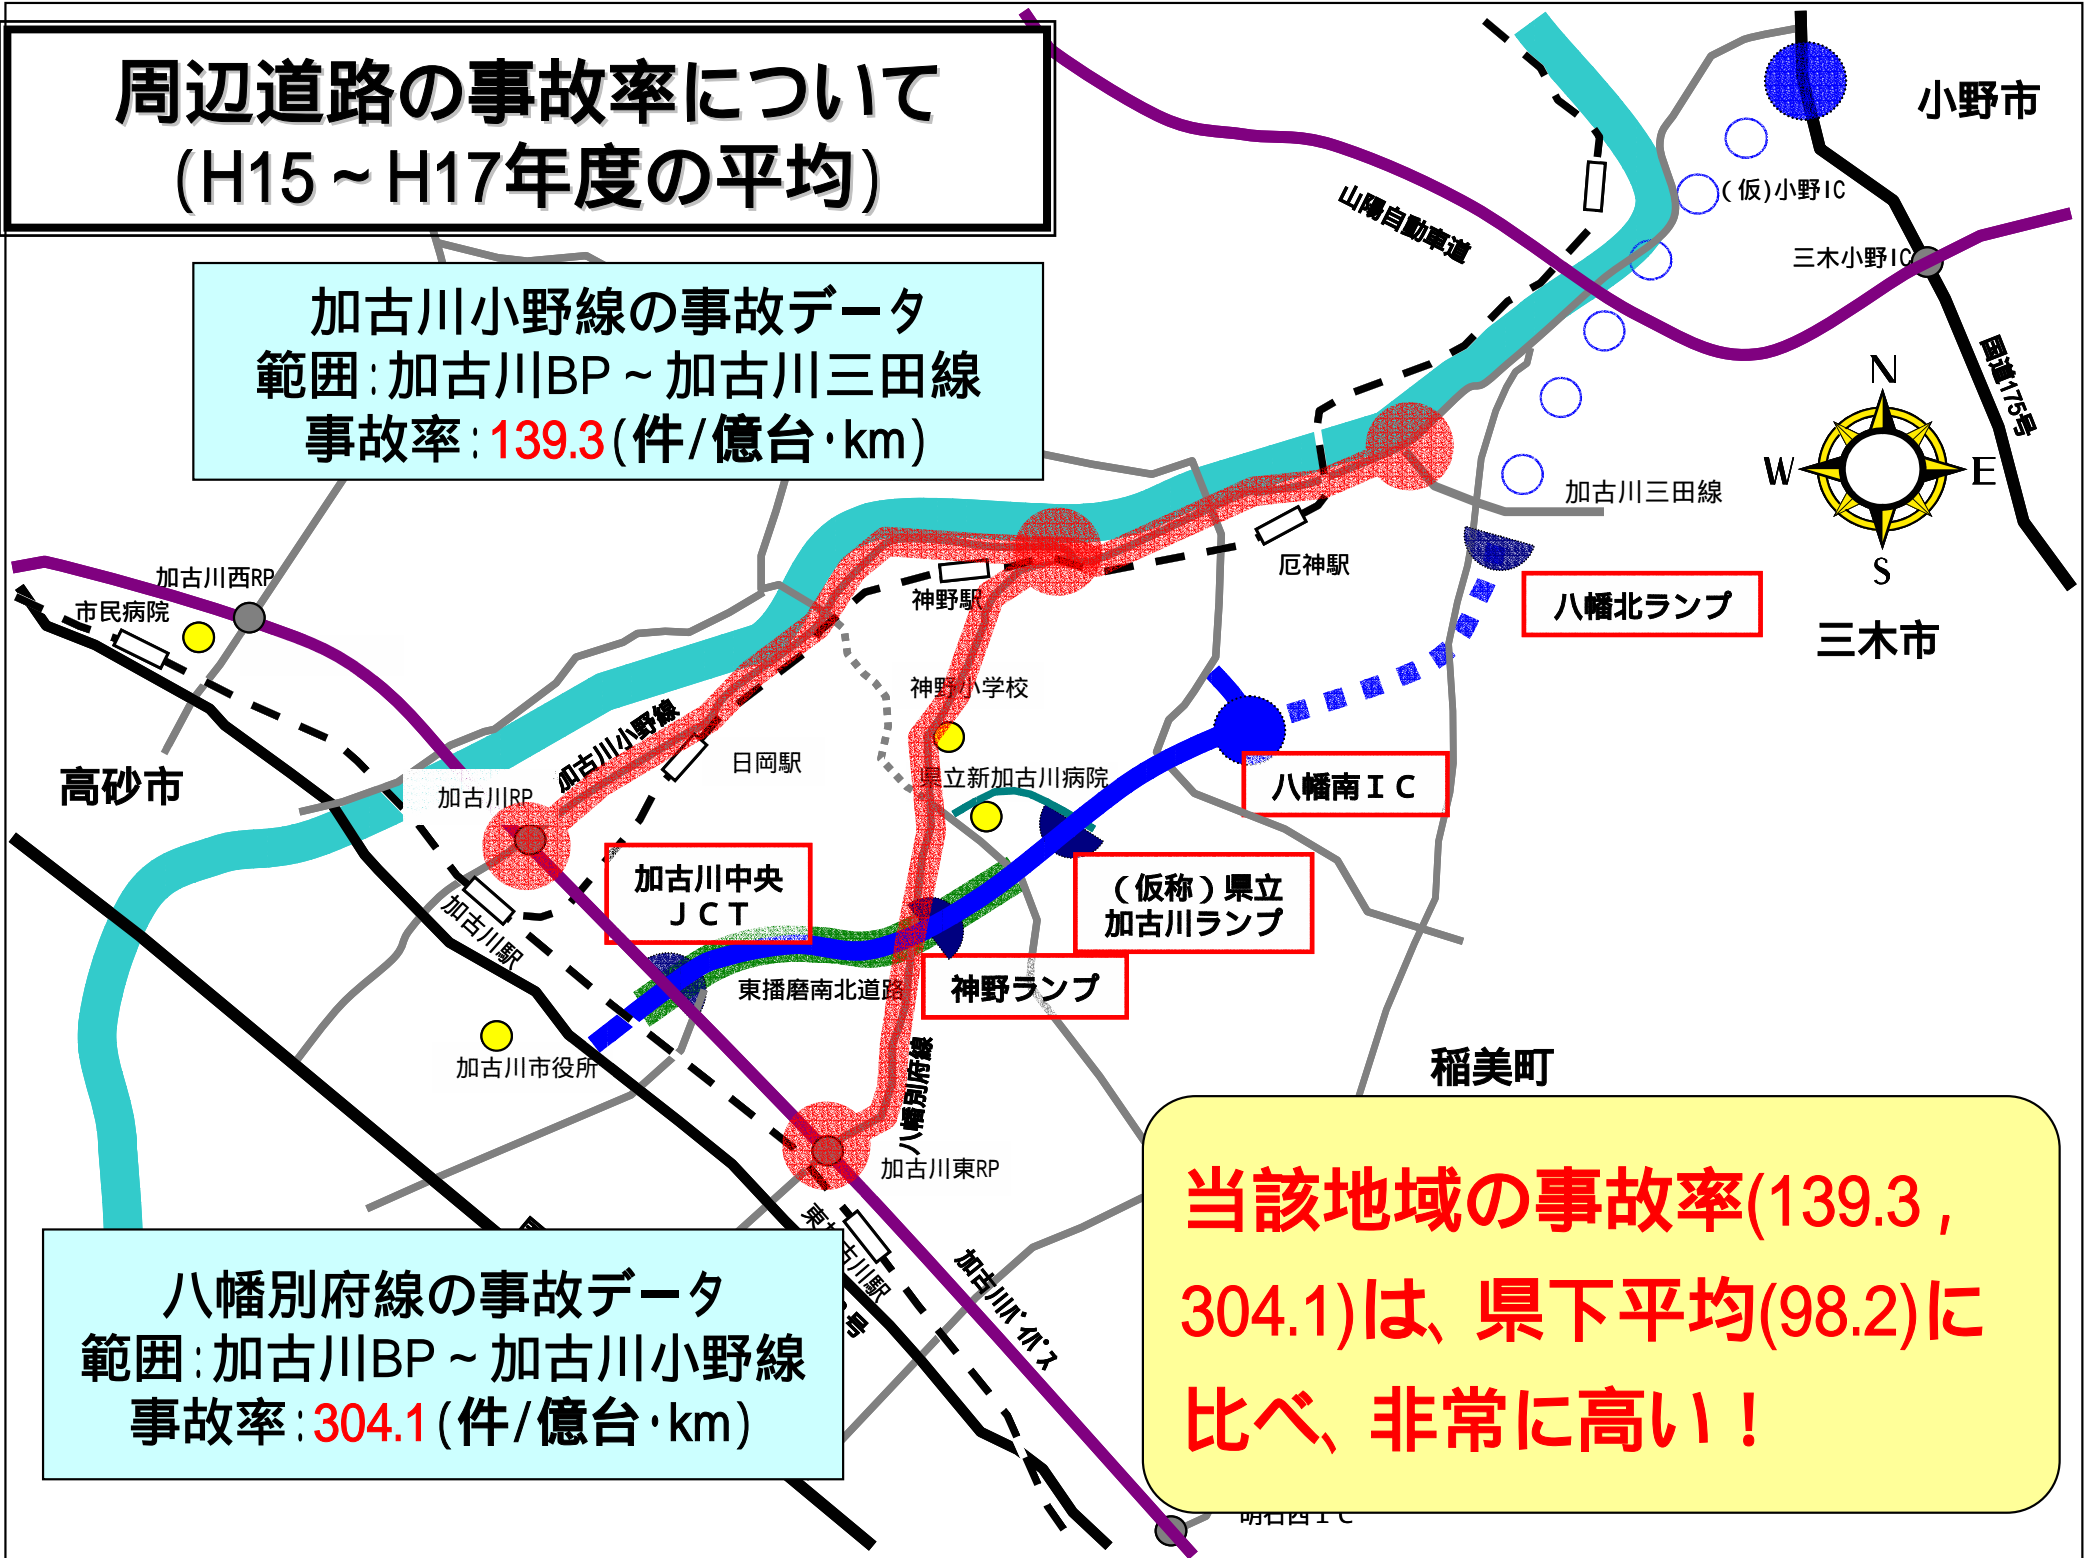 周辺道路の事故率について
(H15～H17年度の平均)
小野市
(仮)小野IC
山陽自動車道
三木小野IC
加古川小野線の事故データ
範囲:加古川BP～加古川三田線
事故率:139.3(件/億台･km)
国道175号
N
W
E
S
加古川三田線
厄神駅
加古川西RP
市民病院
神野駅
八幡北ランプ
三木市
神野小学校
加古川小野線
日岡駅
高砂市
県立新加古川病院
加古川RP
八幡南ＩＣ
加古川中央
ＪＣＴ
(仮称)県立
加古川ランプ
加古川駅
東播磨南北道路
神野ランプ
加古川市役所
八幡別府線
稲美町
加古川東RP
加古川ﾊﾞｲﾊﾟｽ
八幡別府線の事故データ
範囲:加古川BP～加古川小野線
事故率:304.1(件/億台･km)
号
当該地域の事故率(139.3，
304.1)は、県下平均(98.2)に
比べ、非常に高い！
明石西ＩＣ